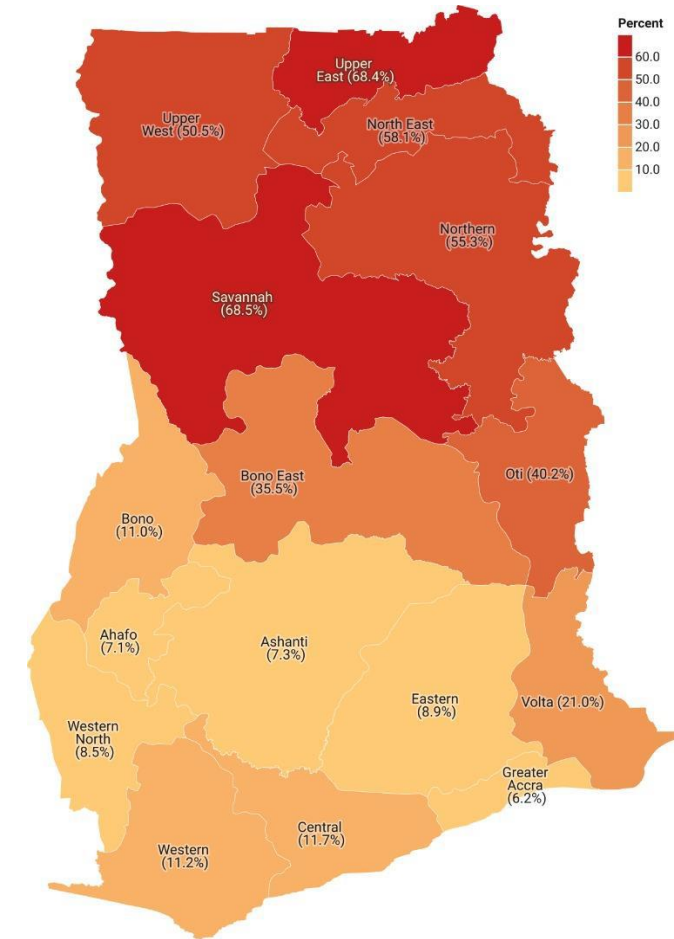 Percent
60.0
50.0
40.0
30.0
20.0
10.0
Upper
East (68.4%)
Upper
West (50.5%)
North East
(58.1%)
Northern
(55.3%)
Savannah
(68.5%)
Bono East
(35.5%)
Oti (40.2%)
Bono
(11.0%)
Ahafo
(7.1%)
Ashanti
(7.3%)
Eastern
(8.9%)
Volta (21.0%)
Western
North
(8.5%)
Greater
Accra
(6.2%)
Central
(11.7%)
Western
(11.2%)